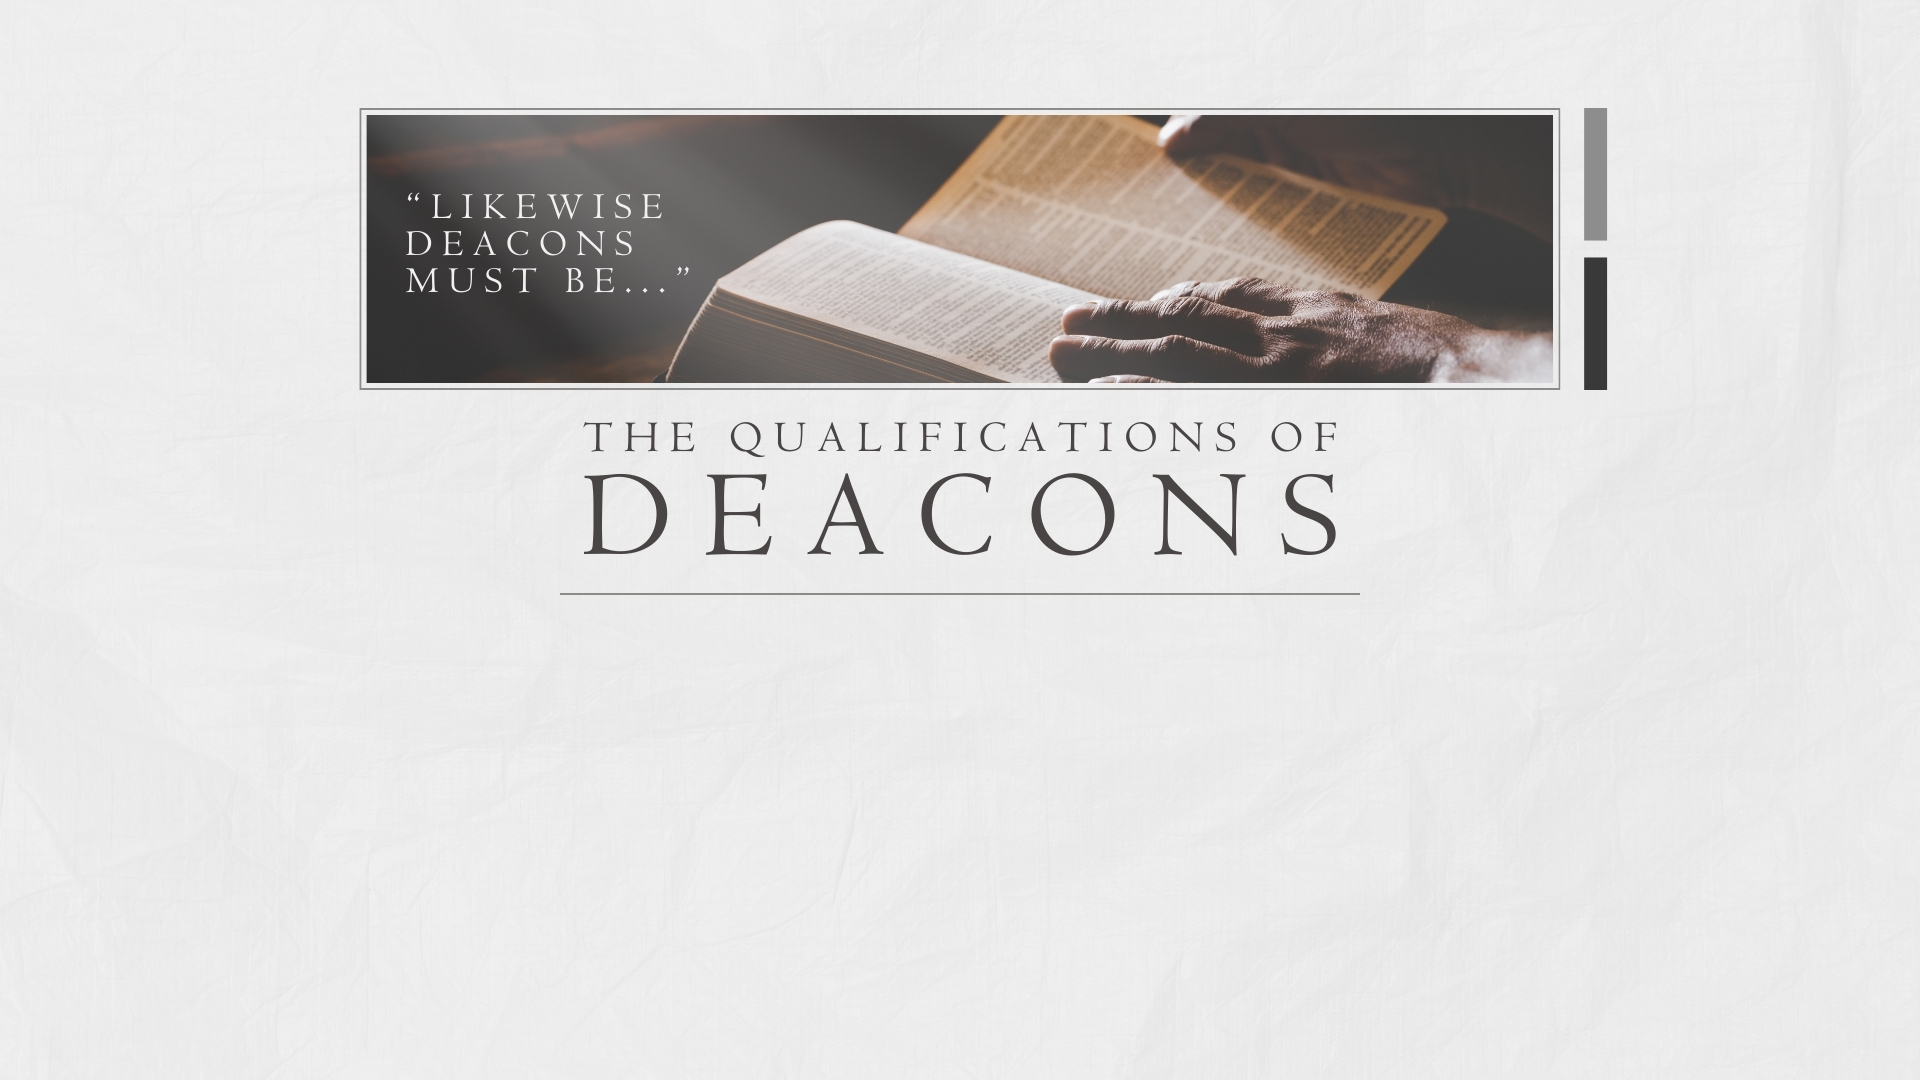 “LIKEWISE
DEACONS
MUST BE...”
THE QUALIFICATIONS OF
DEACONS